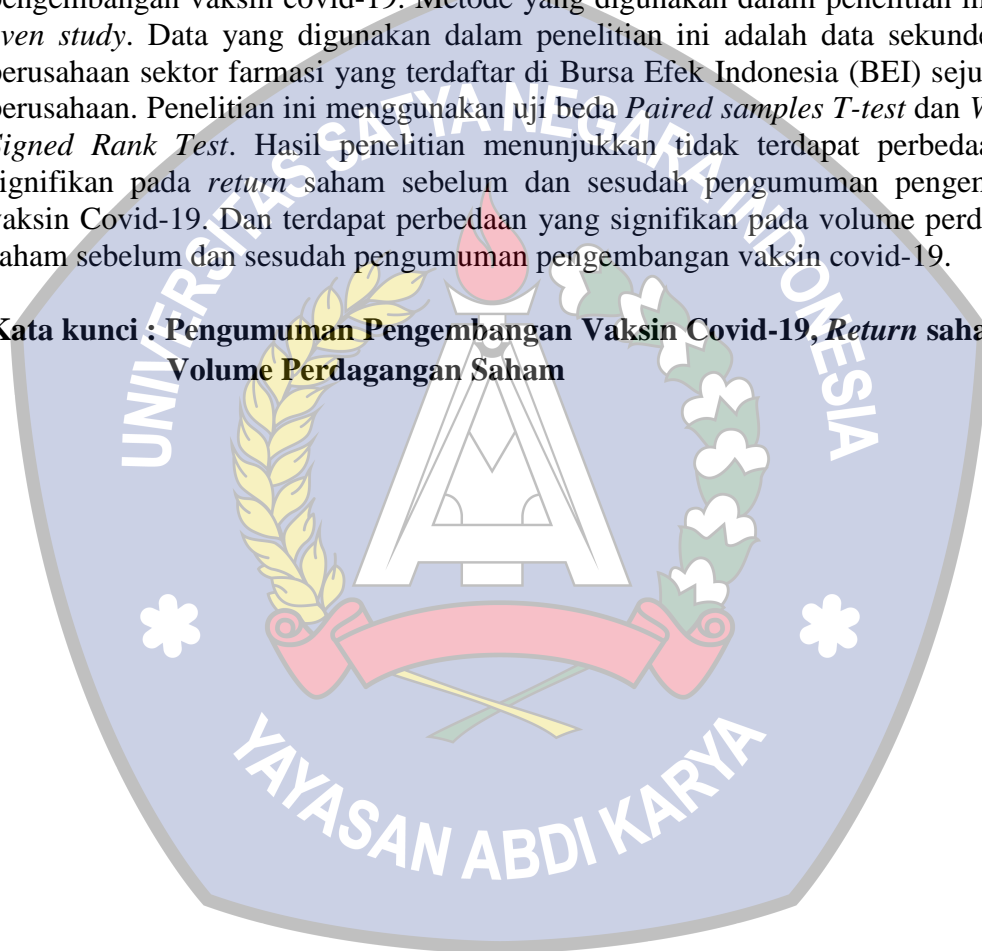 pengembangan vaksin covid-19. Metode yang digunakan dalam penelitian in
even study. Data yang digunakan dalam penelitian ini adalah data sekund
perusahaan sektor farmasi yang terdaftar di Bursa Efek Indonesia (BEI) seju
perusahaan. Penelitian ini menggunakan uji beda Paired samples T-test dan
Signed Rank Test. Hasil penelitian menunjukkan tidak terdapat perbeda
signifikan pada return saham sebelum dan sesudah pengumuman pengem
vaksin Covid-19. Dan terdapat perbedaan yang signifikan pada volume perd
saham sebelum dan sesudah pengumuman pengembangan vaksin covid-19.
Kata kunci : Pengumuman Pengembangan Vaksin Covid-19, Return saha
Volume Perdagangan Saham
UNIVERSITAS SATYA NEGARA INDONESIA
YAYASAN ABDI KARYA